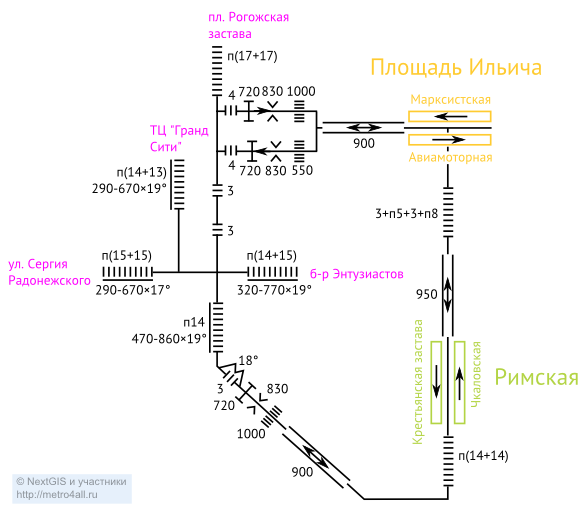 пл. Рогожская
застава
п(17+17)
Площадь Ильича
4
720
830
1000
Марксистская
ТЦ "Гранд
Сити"
900
4
720
830
550
Авиамоторная
п(14+13)
290-670×19°
3
3+п5+3+п8
3
п(15+15)
п(14+15)
ул. Сергия
Радонежского
б-р Энтузиастов
290-670×17°
320-770×19°
950
п14
470-860×19°
18°
3
830
720
1000
Крестьянская застава
Чкаловская
Римская
900
п(14+14)
© NextGIS и участники
http://metro4all.ru